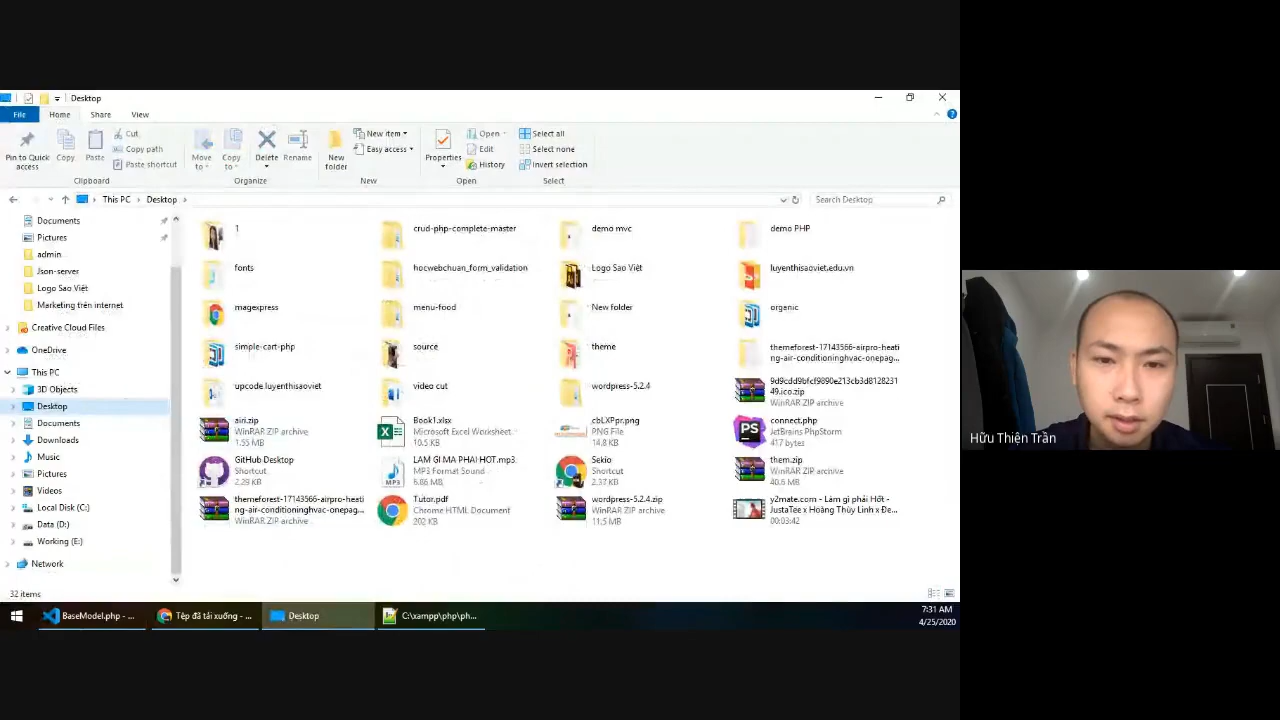 Desktop
File Home Share View
Pin to Quick access
Copy
Paste
Cut
Copy path
Paste shortcut
Clipboard
Move to
Copy to
Delete
Rename
Organize
New folder
New item
Easy access
New
Properties
Open
Edit
History
Open
Select all
Select none
Invert selection
Select
This PC > Desktop >
Search Desktop
Documents
Pictures
admin
Json-server
Logo Sao Việt
Marketing trên internet
Creative Cloud Files
OneDrive
This PC
3D Objects
Desktop
Documents
Downloads
Music
Pictures
Videos
Local Disk (C:)
Data (D:)
Working (E:)
Network
1
crud-php-complete-master
demo mvc
demo PHP
fonts
hocwebchuan_form_validation
Logo Sao Việt
luyenthisaoviet.edu.vn
magexpress
menu-food
New folder
organic
simple-cart-php
source
theme
themeforest-17143566-airpro-heati
ng-air-conditioninghvac-onepag...
upcode.luyenthisaoviet
video cut
wordpress-5.2.4
9d9cdd9bfcf9890e213cb3d8128231
49.ico.zip
WinRAR ZIP archive
airi.zip
WinRAR ZIP archive
1.55 MB
Book1.xlsx
Microsoft Excel Worksheet
19.5 KB
cbLXPpr.png
PNG File
14.8 KB
connect.php
JetBrains PhpStorm
417 bytes
GitHub Desktop
Shortcut
2.29 KB
LAM GI MA PHAI HOT.mp3
MP3 Format Sound
6.86 MB
Sekio
Shortcut
2.37 KB
them.zip
WinRAR ZIP archive
40.6 MB
themeforest-17143566-airpro-heati
ng-air-conditioninghvac-onepag...
WinRAR ZIP archive
Tutor.pdf
Chrome HTML Document
202 KB
wordpress-5.2.4.zip
WinRAR ZIP archive
11.5 MB
y2mate.com - Làm gì phải Hốt -
JustaTee x Hoàng Thùy Linh x Đe...
00:03:42
32 items
BaseModel.php - ...
Tệp đã tải xuống - ...
Desktop
C:\xampp\php\ph...
7:31 AM
4/25/2020
PS
Hữu Thiện Trần